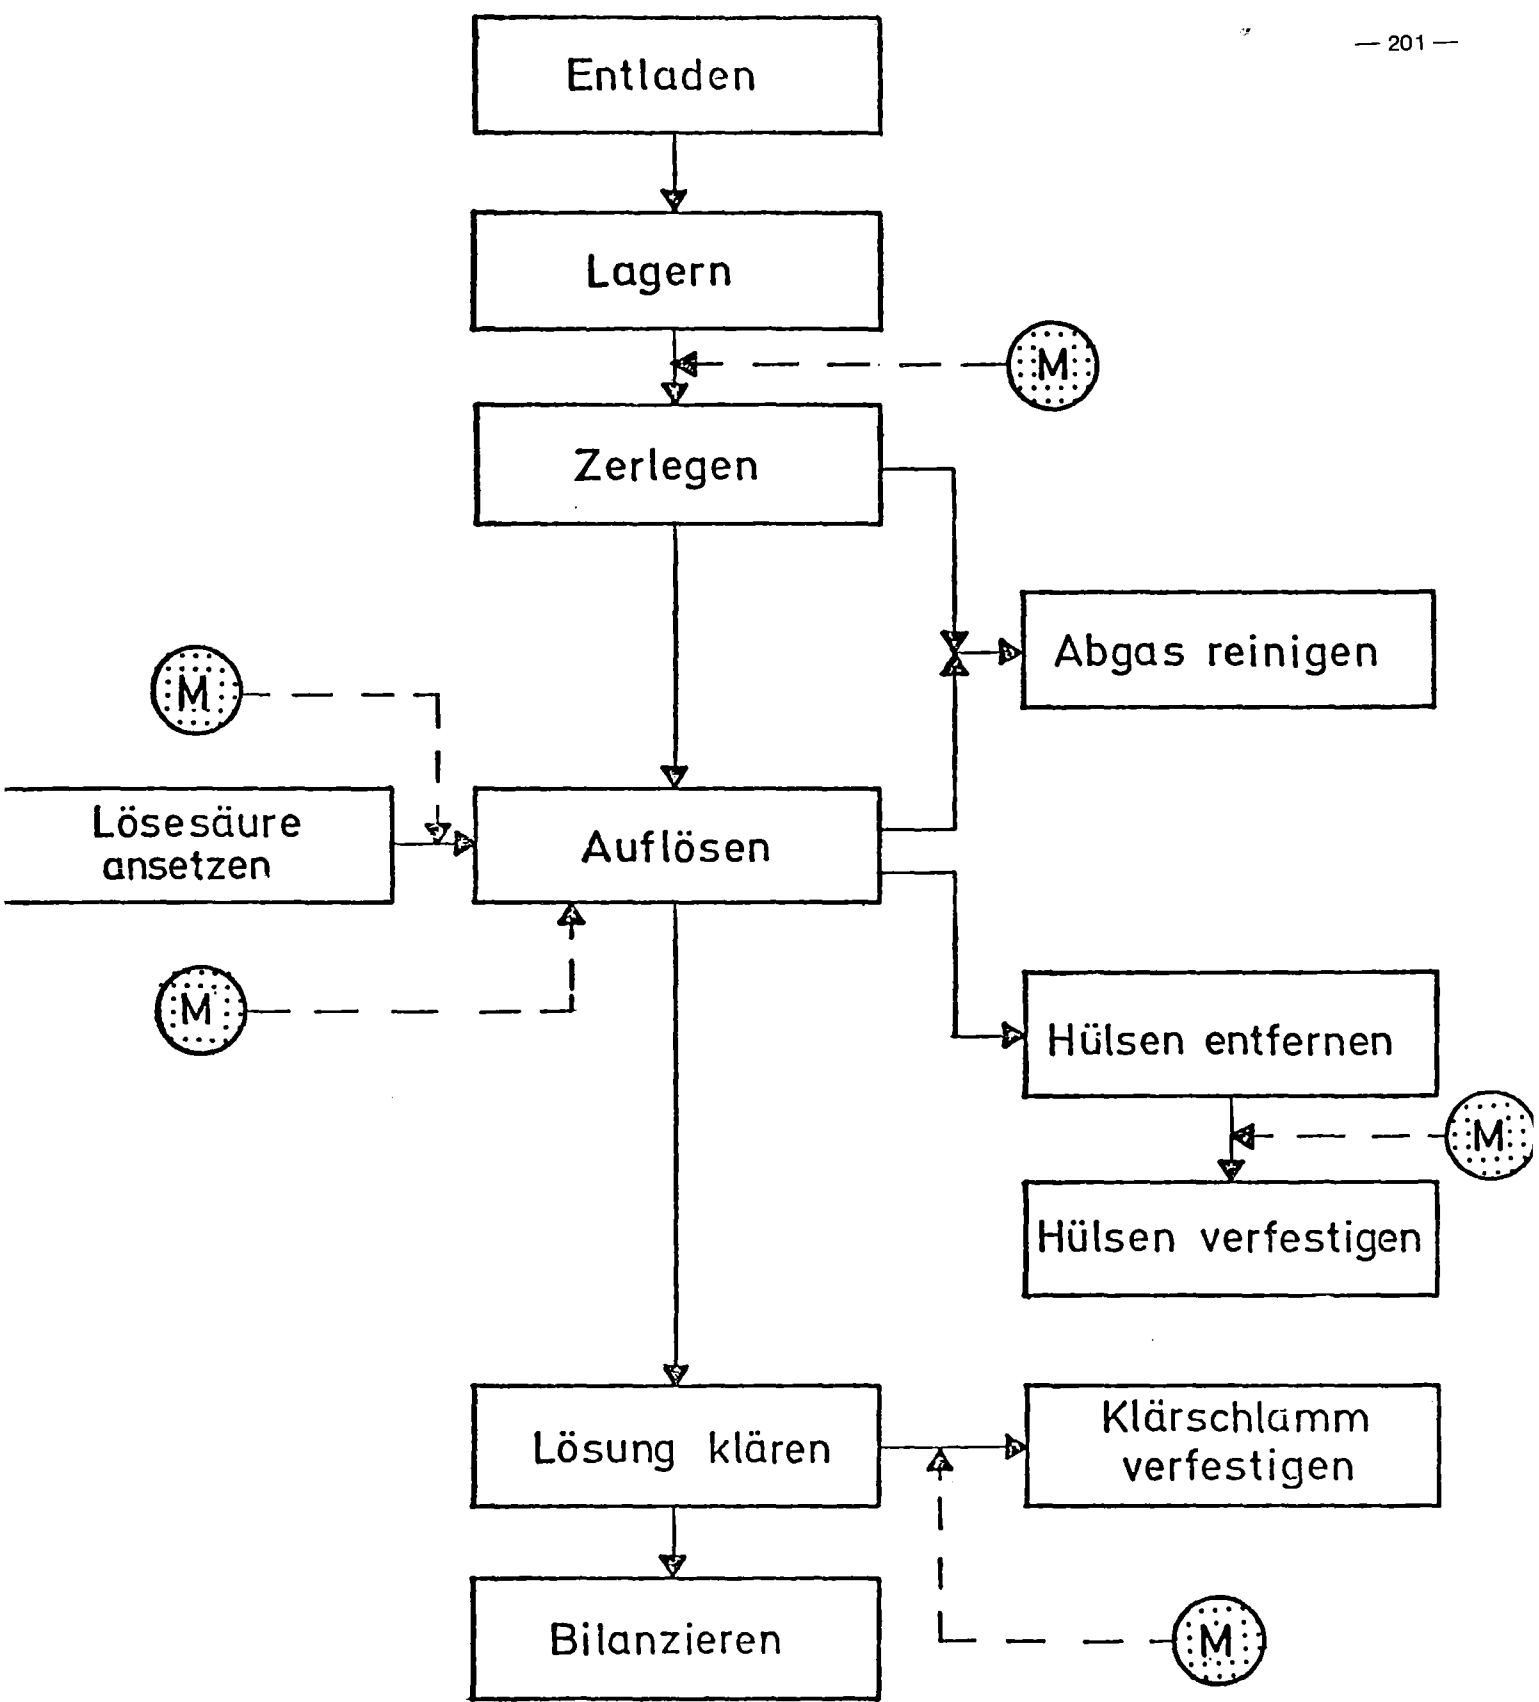 — 201 —
Entladen
Lagern
M
Zerlegen
Abgas reinigen
M
Lösesäure
ansetzen
Auflösen
M
Hülsen entfernen
M
Hülsen verfestigen
Lösung klären
Klärschlamm
verfestigen
Bilanzieren
M